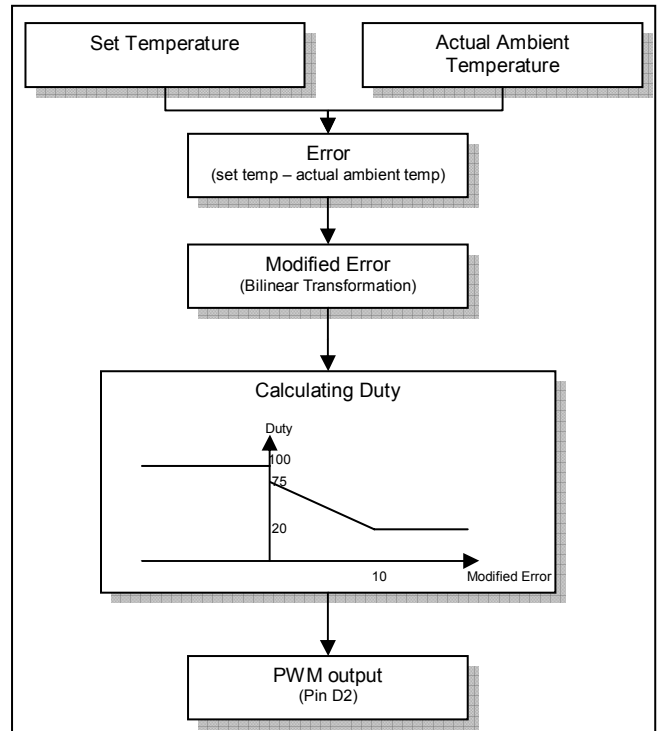 Set Temperature
Actual Ambient
Temperature
Error
(set temp – actual ambient temp)
Modified Error
(Bilinear Transformation)
Calculating Duty
Duty
100
75
20
10
Modified Error
PWM output
(Pin D2)